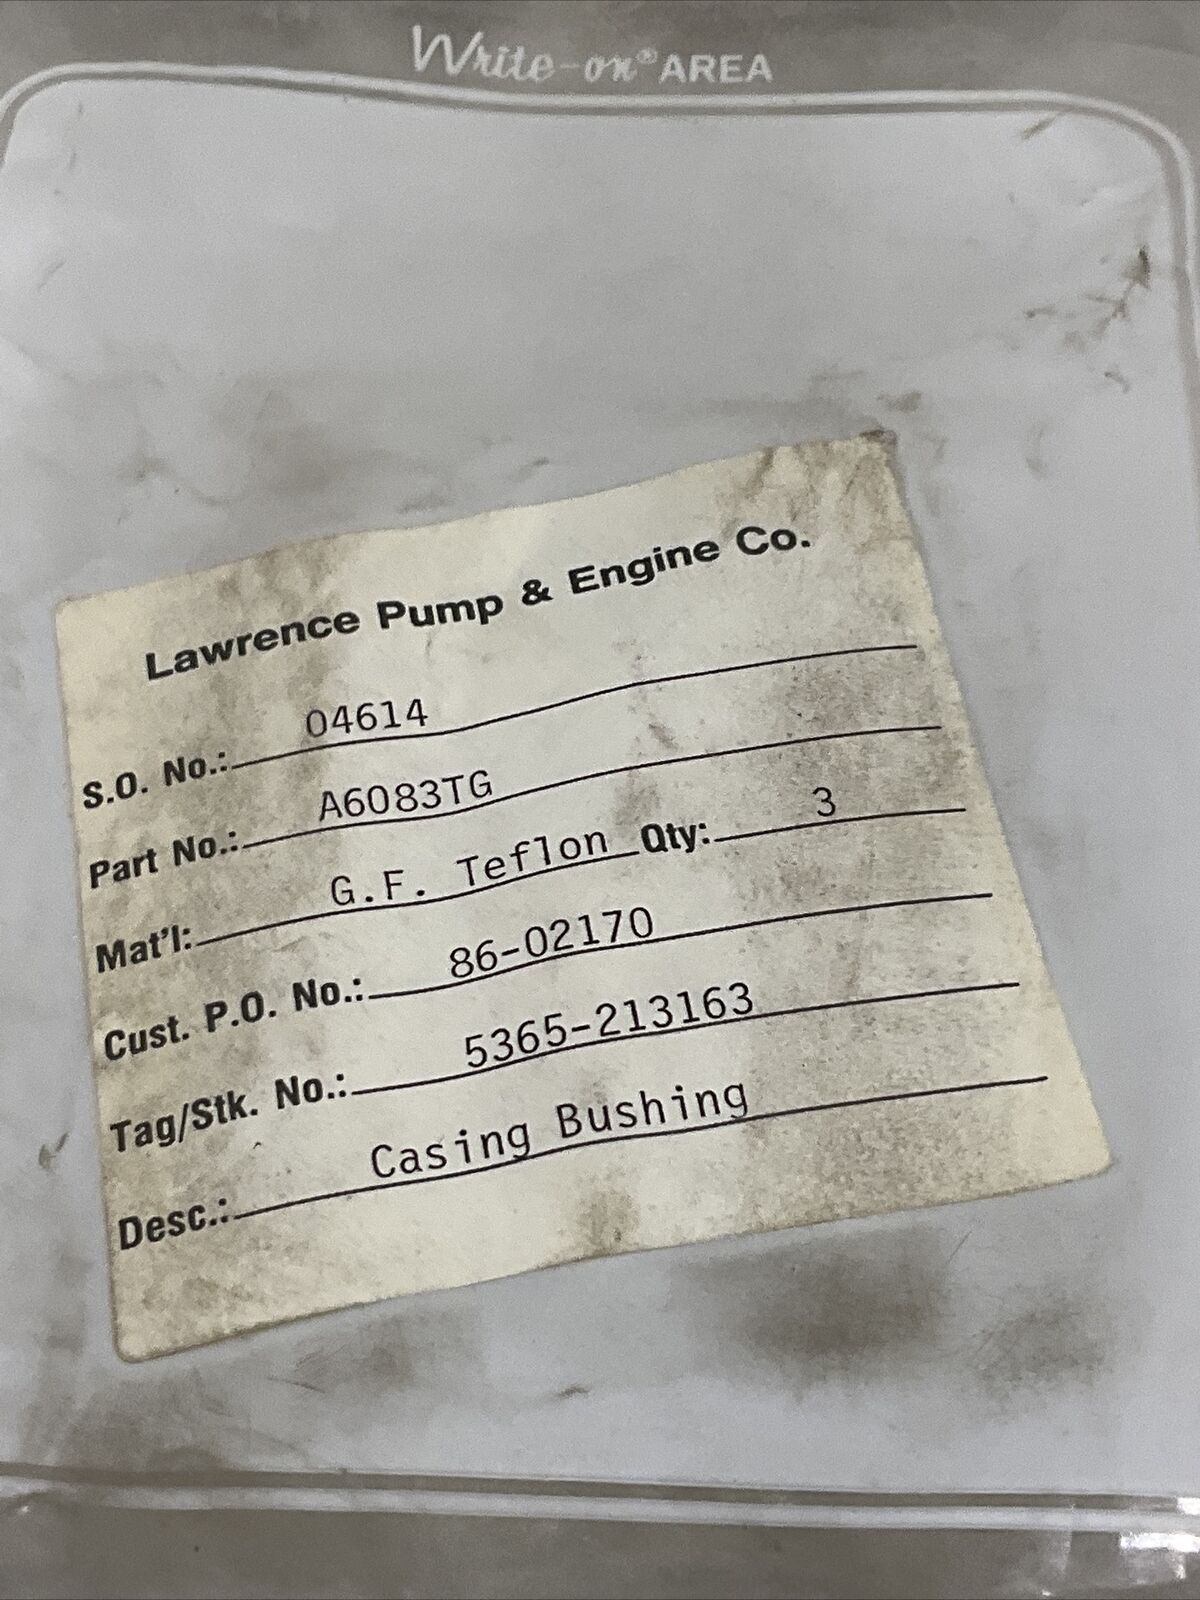 Write-on® AREA
Lawrence Pump & Engine Co.
S.O. No.: 04614
Part No.: A6083TG
Mat'l: G.F. Teflon Qty: 3
Cust. P.O. No.: 86-02170
Tag/Stk. No.: 5365-213163
Desc.: Casing Bushing